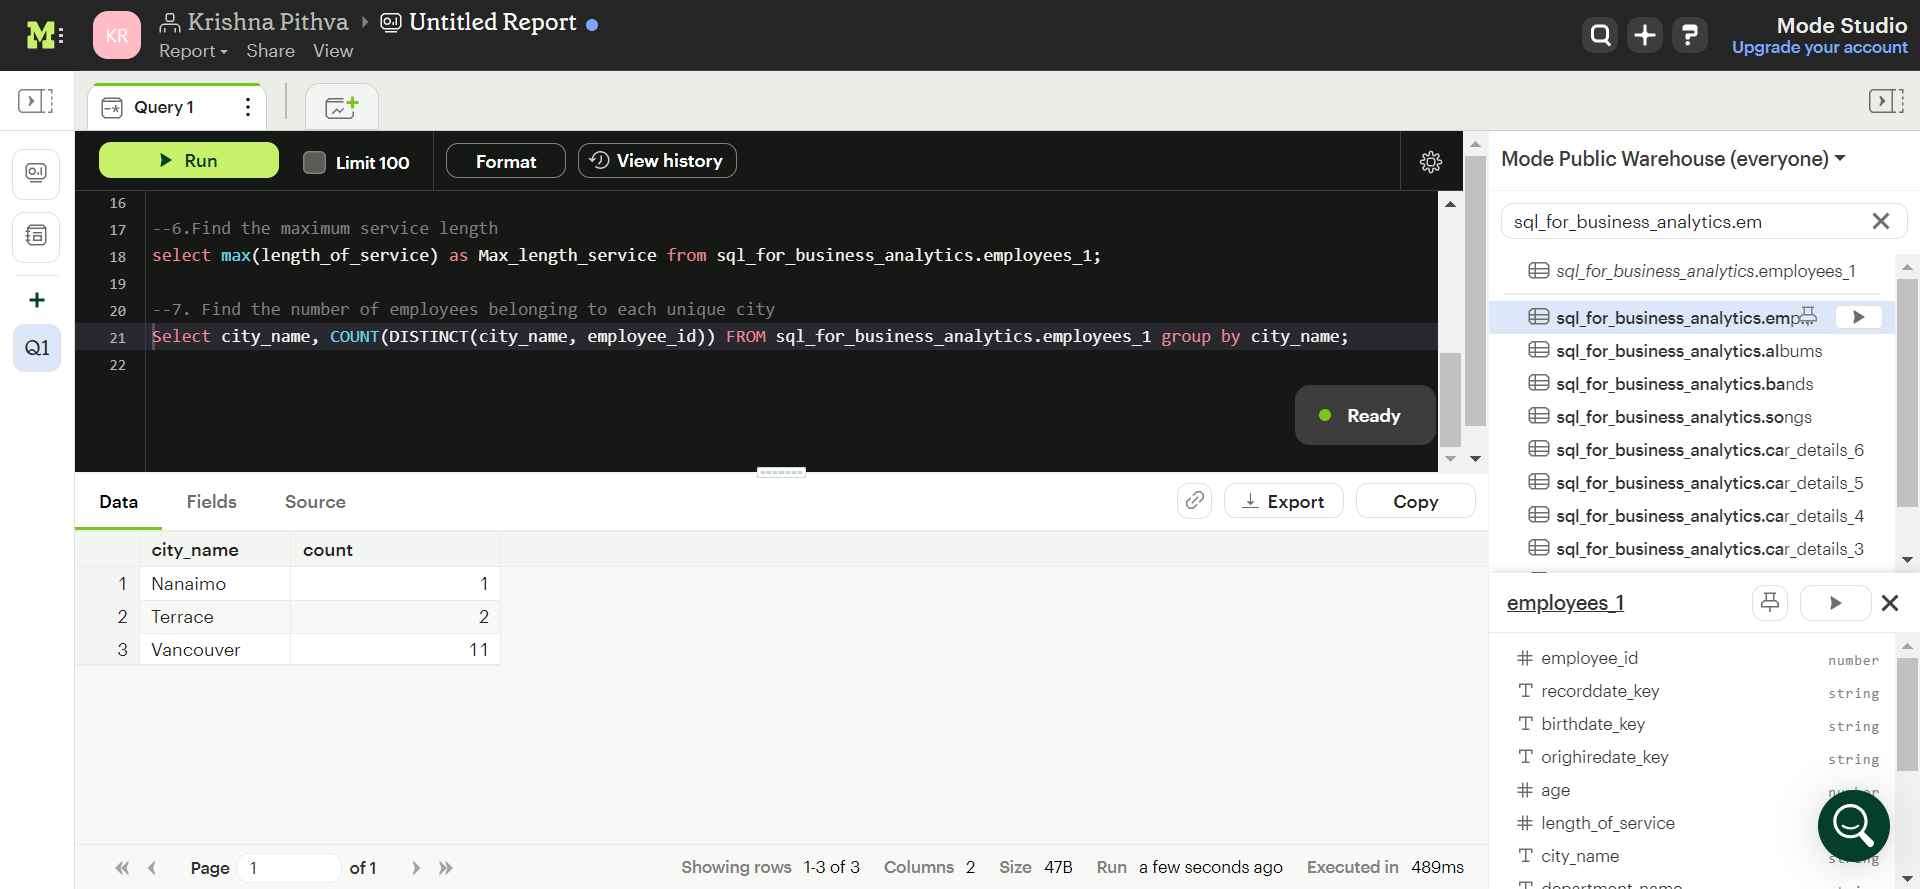 M
KR
Krishna Pithva
Untitled Report
Report
Share
View
Mode Studio
Upgrade your account
Query 1
Run
Limit 100
Format
View history
Q1
16
17 --6.Find the maximum service length
18 select max(length_of_service) as Max_length_service from sql_for_business_analytics.employees_1;
19
20 --7. Find the number of employees belonging to each unique city
21 Select city_name, COUNT(DISTINCT(city_name, employee_id)) FROM sql_for_business_analytics.employees_1 group by city_name;
22
Ready
Data
Fields
Source
Export
Copy
city_name count
1 Nanaimo 1
2 Terrace 2
3 Vancouver 11
Page 1 of 1
Showing rows 1-3 of 3
Columns 2
Size 47B
Run a few seconds ago
Executed in 489ms
Mode Public Warehouse (everyone)
sql_for_business_analytics.em
sql_for_business_analytics.employees_1
sql_for_business_analytics.emp...
sql_for_business_analytics.albums
sql_for_business_analytics.bands
sql_for_business_analytics.songs
sql_for_business_analytics.car_details_6
sql_for_business_analytics.car_details_5
sql_for_business_analytics.car_details_4
sql_for_business_analytics.car_details_3
employees_1
employee_id number
recorddate_key string
birthdate_key string
orighiredate_key string
age
length_of_service
city_name